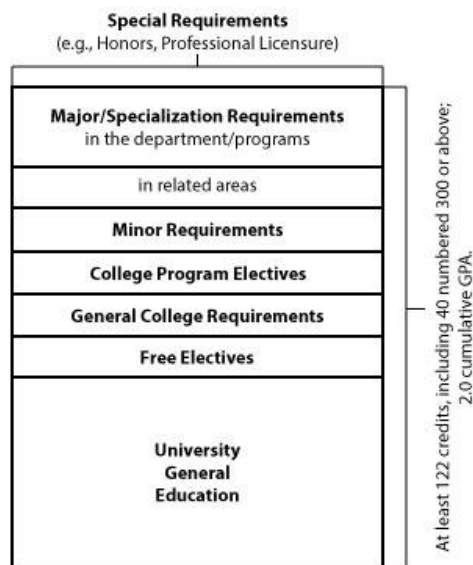 Special Requirements
(e.g., Honors, Professional Licensure)
Major/Specialization Requirements
in the department/programs
in related areas
Minor Requirements
College Program Electives
General College Requirements
Free Electives
University
General
Education
At least 122 credits, including 40 numbered 300 or above;
2.0 cumulative GPA.